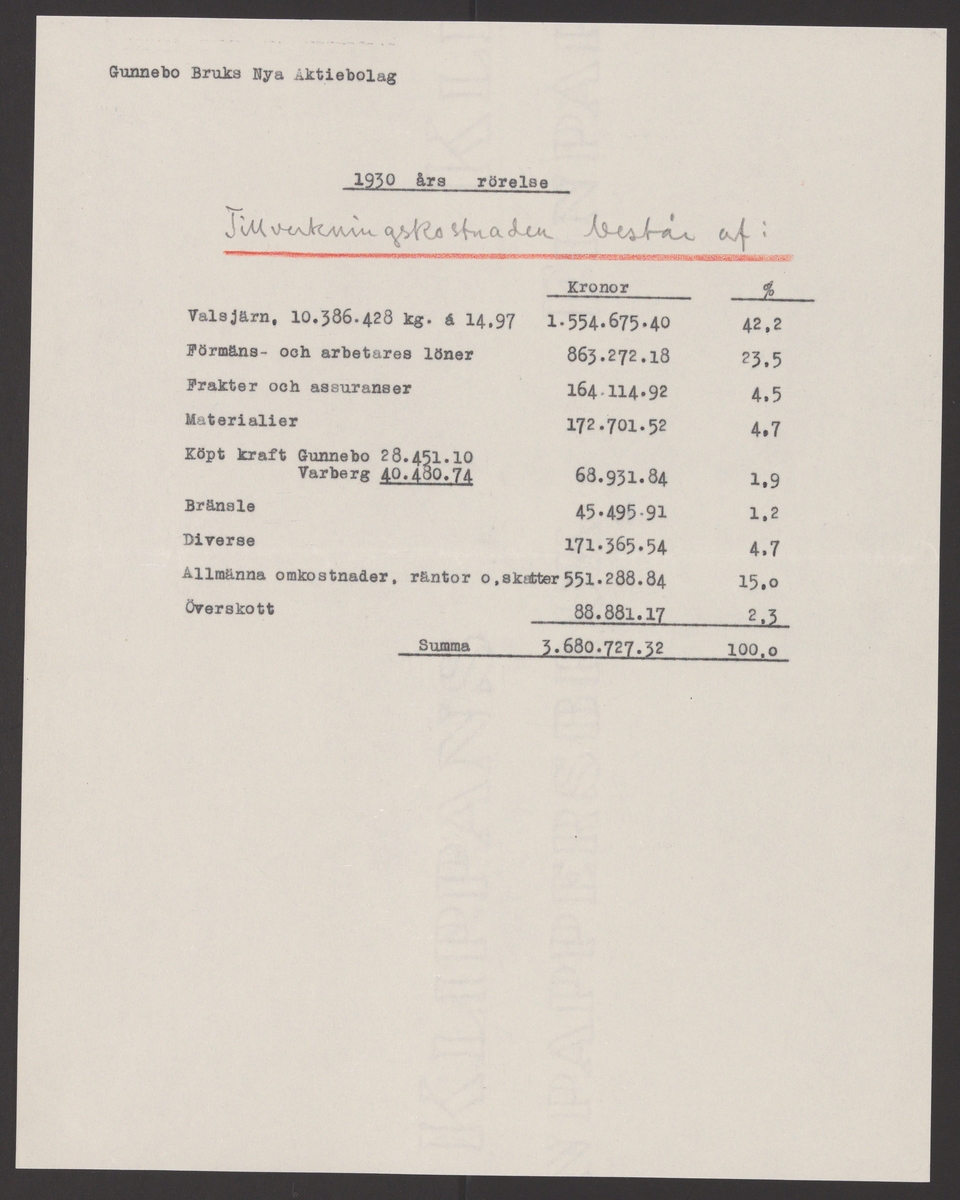 Gunnebo Bruks Nya Aktiebolag
1930 års rörelse
Tillverkningskostnaden består af:
Kronor %
Valsjärn, 10.386.428 kg. á 14,97 1.554.675.40 42,2
Förmäns- och arbetares löner 863.272.18 23,5
Frakter och assuranser 164.114.92 4,5
Materialier 172.701.52 4,7
Köpt kraft Gunnebo 28.451.10
Varberg 40.480.74 68.931.84 1,9
Bränsle 45.495.91 1,2
Diverse 171.365.54 4,7
Allmänna omkostnader, räntor o,skatter 551.288.84 15,0
Överskott 88.881.17 2,3
Summa 3.680.727.32 100,0